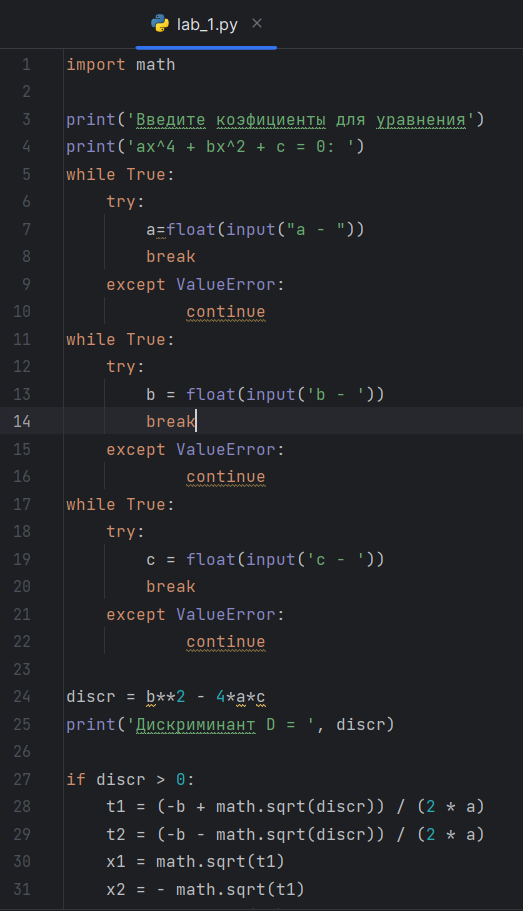 lab_1.py
1 import math
2
3 print('Введите коэфициенты для уравнения')
4 print('ax^4 + bx^2 + c = 0: ')
5 while True:
6     try:
7         a=float(input("a - "))
8         break
9     except ValueError:
10             continue
11 while True:
12     try:
13         b = float(input('b - '))
14         break
15     except ValueError:
16             continue
17 while True:
18     try:
19         c = float(input('c - '))
20         break
21     except ValueError:
22             continue
23
24 discr = b**2 - 4*a*c
25 print('Дискриминант D = ', discr)
26
27 if discr > 0:
28     t1 = (-b + math.sqrt(discr)) / (2 * a)
29     t2 = (-b - math.sqrt(discr)) / (2 * a)
30     x1 = math.sqrt(t1)
31     x2 = - math.sqrt(t1)